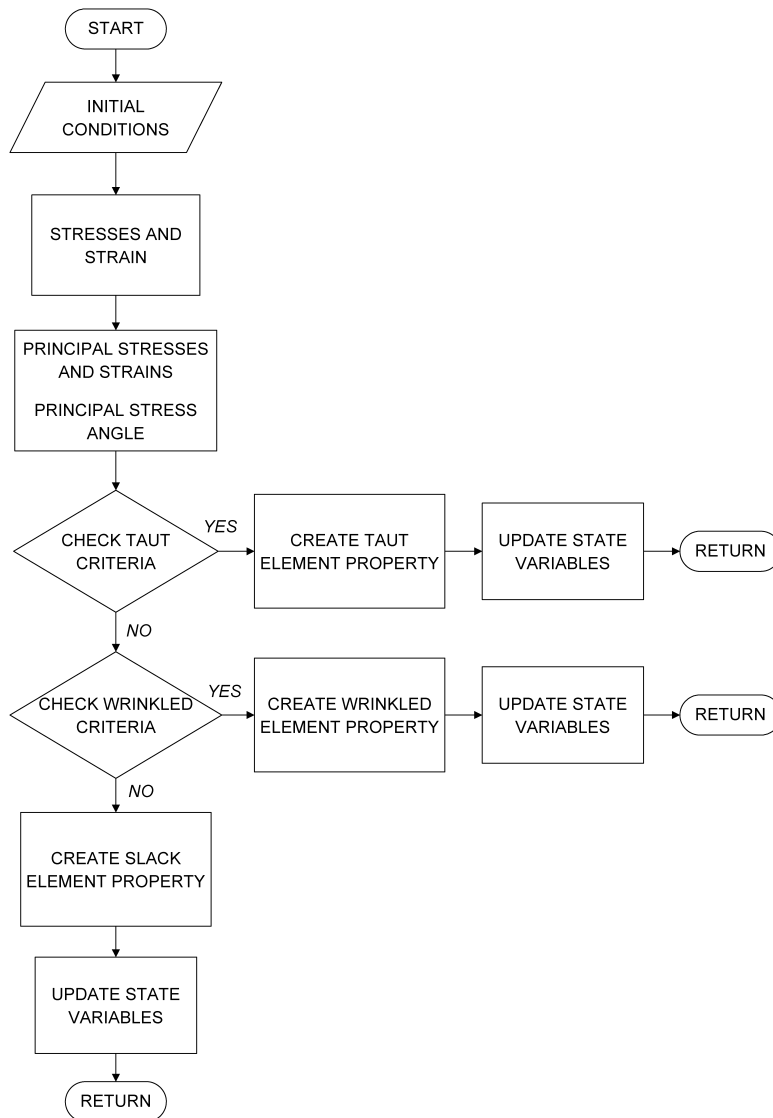 START
INITIAL
CONDITIONS
STRESSES AND
STRAIN
PRINCIPAL STRESSES
AND STRAINS
PRINCIPAL STRESS
ANGLE
CHECK TAUT
CRITERIA
YES
CREATE TAUT
ELEMENT PROPERTY
UPDATE STATE
VARIABLES
RETURN
NO
CHECK WRINKLED
CRITERIA
YES
CREATE WRINKLED
ELEMENT PROPERTY
UPDATE STATE
VARIABLES
RETURN
NO
CREATE SLACK
ELEMENT PROPERTY
UPDATE STATE
VARIABLES
RETURN